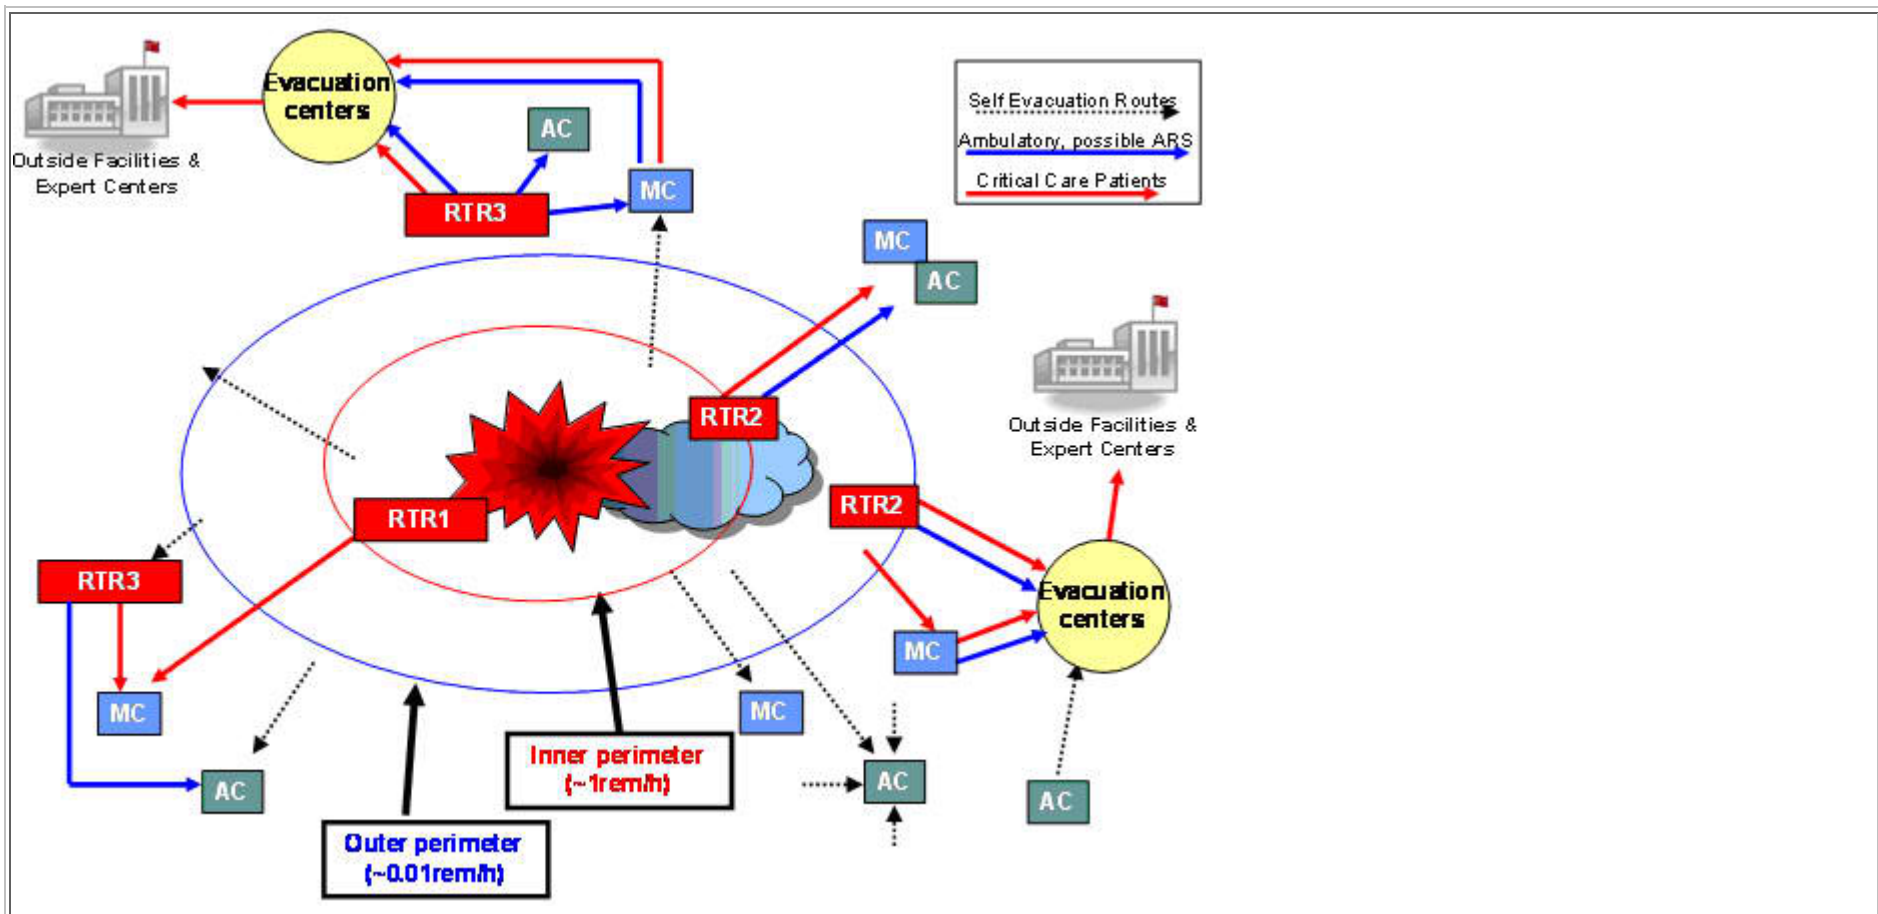 Evacuation
centers
Outside Facilities &
Expert Centers
AC
MC
RTR3
Self Evacuation Routes
Ambulatory, possible ARS
Critical Care Patients
MC
AC
RTR2
RTR1
RTR2
Outside Facilities &
Expert Centers
RTR3
Evacuation
centers
MC
MC
MC
AC
AC
AC
Inner perimeter
(~1rem/h)
Outer perimeter
(~0.01rem/h)